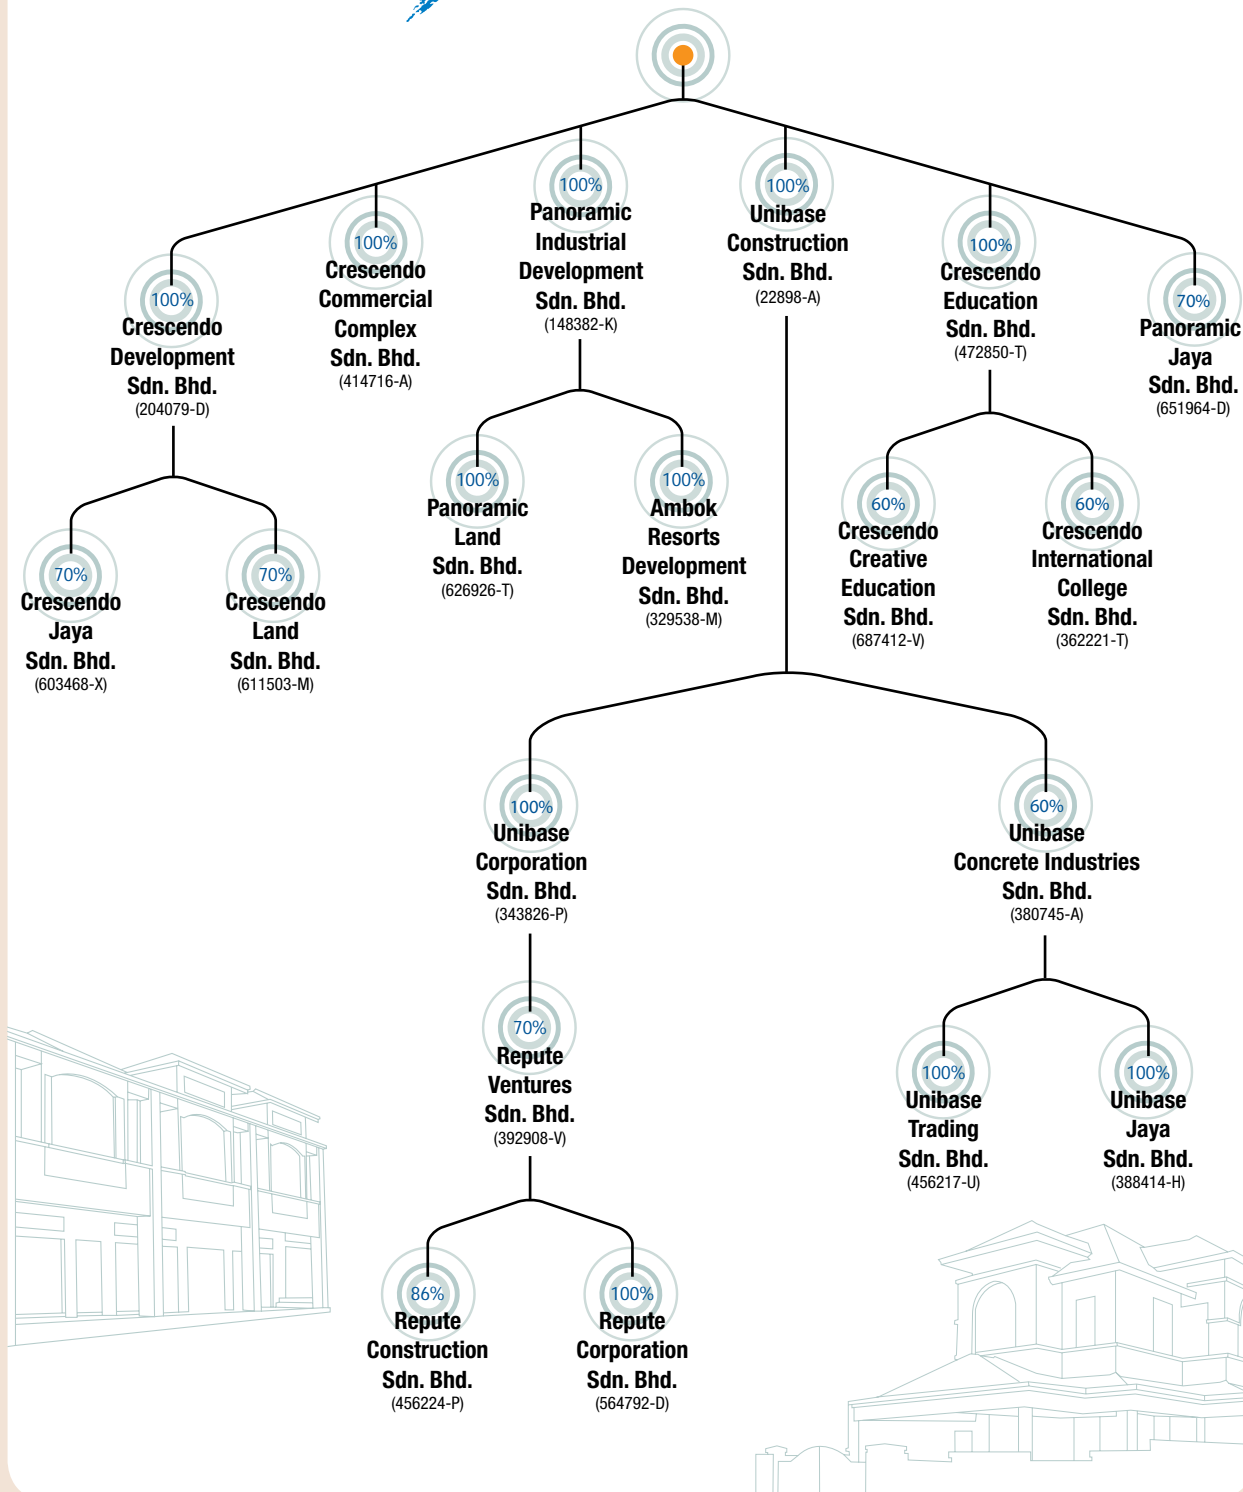 100%
Panoramic
Industrial
Development
Sdn. Bhd.
(148382-K)
100%
Unibase
Construction
Sdn. Bhd.
(22898-A)
100%
Crescendo
Commercial
Complex
Sdn. Bhd.
(414716-A)
100%
Crescendo
Education
Sdn. Bhd.
(472850-T)
100%
Crescendo
Development
Sdn. Bhd.
(204079-D)
70%
Panoramic
Jaya
Sdn. Bhd.
(651964-D)
70%
Crescendo
Jaya
Sdn. Bhd.
(603468-X)
70%
Crescendo
Land
Sdn. Bhd.
(611503-M)
100%
Panoramic
Land
Sdn. Bhd.
(626926-T)
100%
Ambok
Resorts
Development
Sdn. Bhd.
(329538-M)
60%
Crescendo
Creative
Education
Sdn. Bhd.
(687412-V)
60%
Crescendo
International
College
Sdn. Bhd.
(362221-T)
100%
Unibase
Corporation
Sdn. Bhd.
(343826-P)
60%
Unibase
Concrete Industries
Sdn. Bhd.
(380745-A)
70%
Repute
Ventures
Sdn. Bhd.
(392908-V)
100%
Unibase
Trading
Sdn. Bhd.
(456217-U)
100%
Unibase
Jaya
Sdn. Bhd.
(388414-H)
86%
Repute
Construction
Sdn. Bhd.
(456224-P)
100%
Repute
Corporation
Sdn. Bhd.
(564792-D)